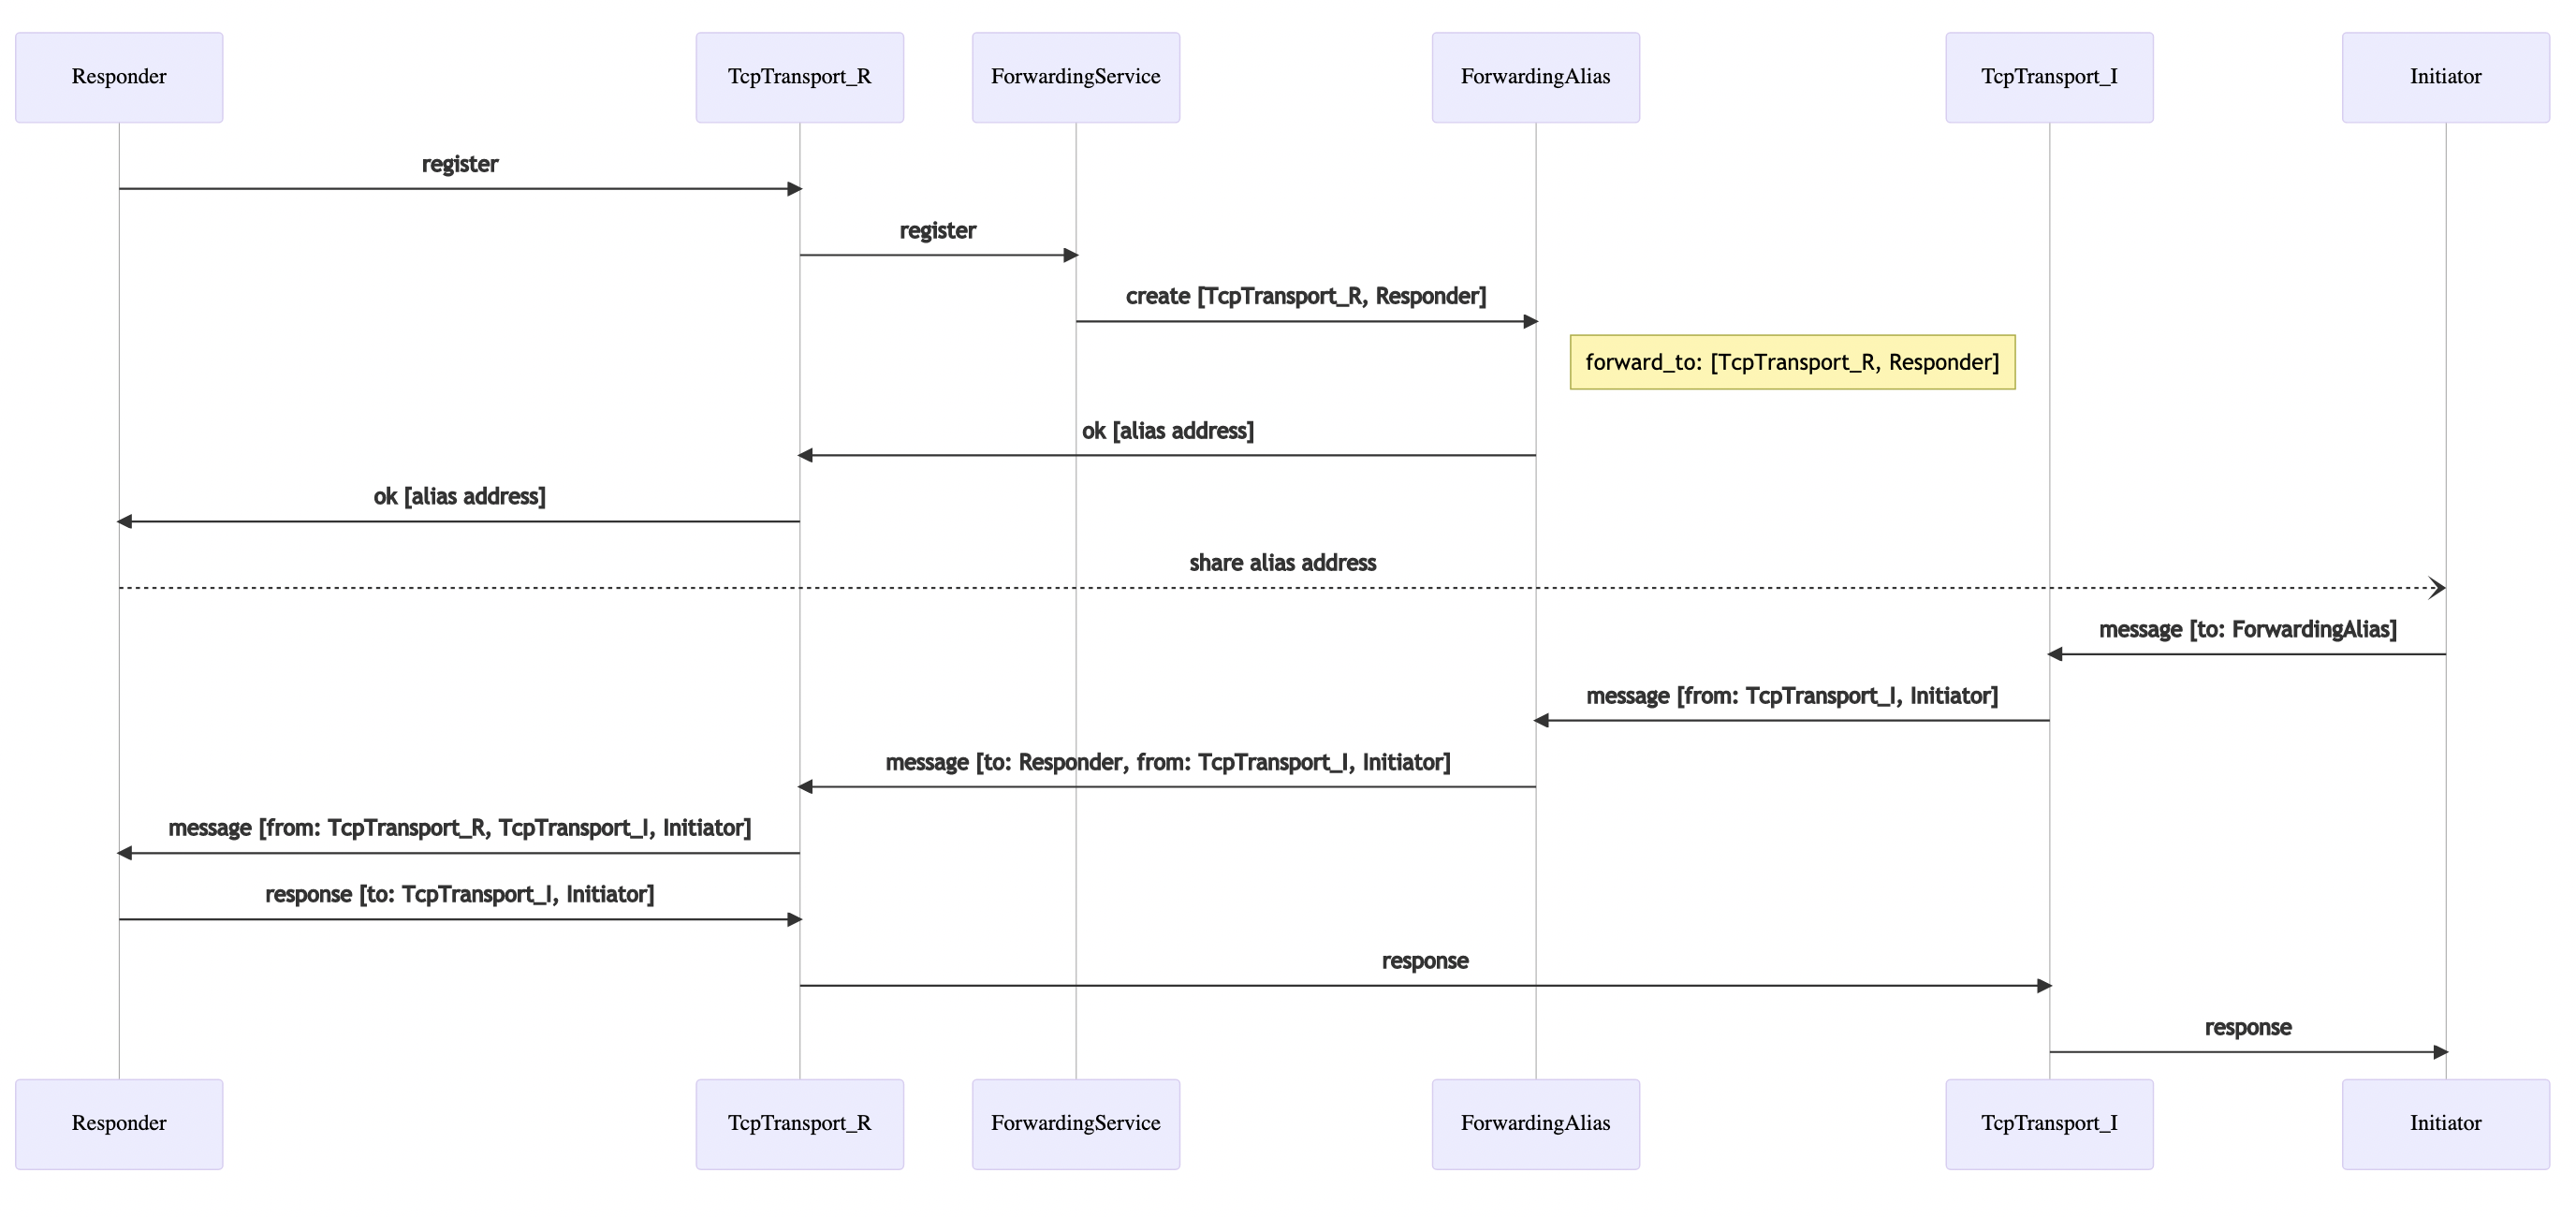 Responder
TcpTransport_R
ForwardingService
ForwardingAlias
TcpTransport_I
Initiator
register
register
create [TcpTransport_R, Responder]
forward_to: [TcpTransport_R, Responder]
ok [alias address]
ok [alias address]
share alias address
message [to: ForwardingAlias]
message [from: TcpTransport_I, Initiator]
message [to: Responder, from: TcpTransport_I, Initiator]
message [from: TcpTransport_R, TcpTransport_I, Initiator]
response [to: TcpTransport_I, Initiator]
response
response
Responder
TcpTransport_R
ForwardingService
ForwardingAlias
TcpTransport_I
Initiator